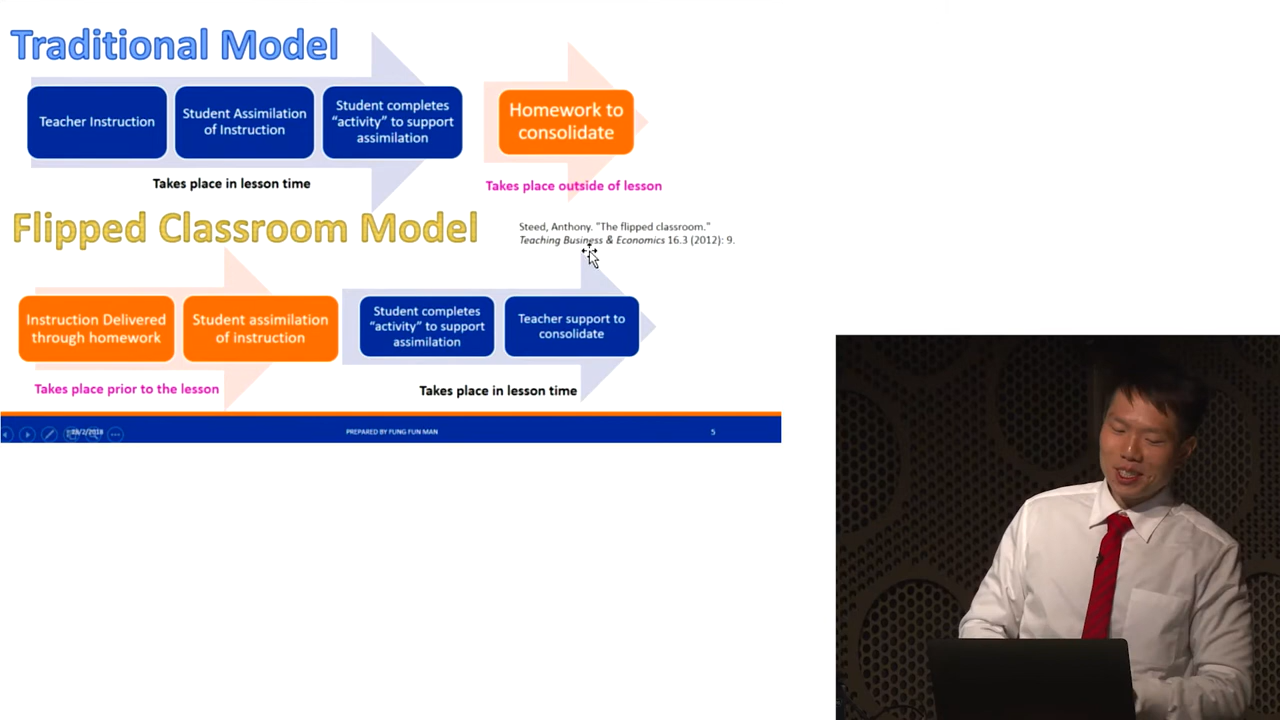 Traditional Model
Teacher Instruction
Student Assimilation
of Instruction
Student completes
"activity" to support
assimilation
Homework to
consolidate
Takes place in lesson time
Takes place outside of lesson
Flipped Classroom Model
Steed, Anthony. "The flipped classroom."
Teaching Business & Economics 16.3 (2012): 9.
Instruction Delivered
through homework
Student assimilation
of instruction
Student completes
"activity" to support
assimilation
Teacher support to
consolidate
Takes place prior to the lesson
Takes place in lesson time
PREPARED BY FUNG FUN MAN
5